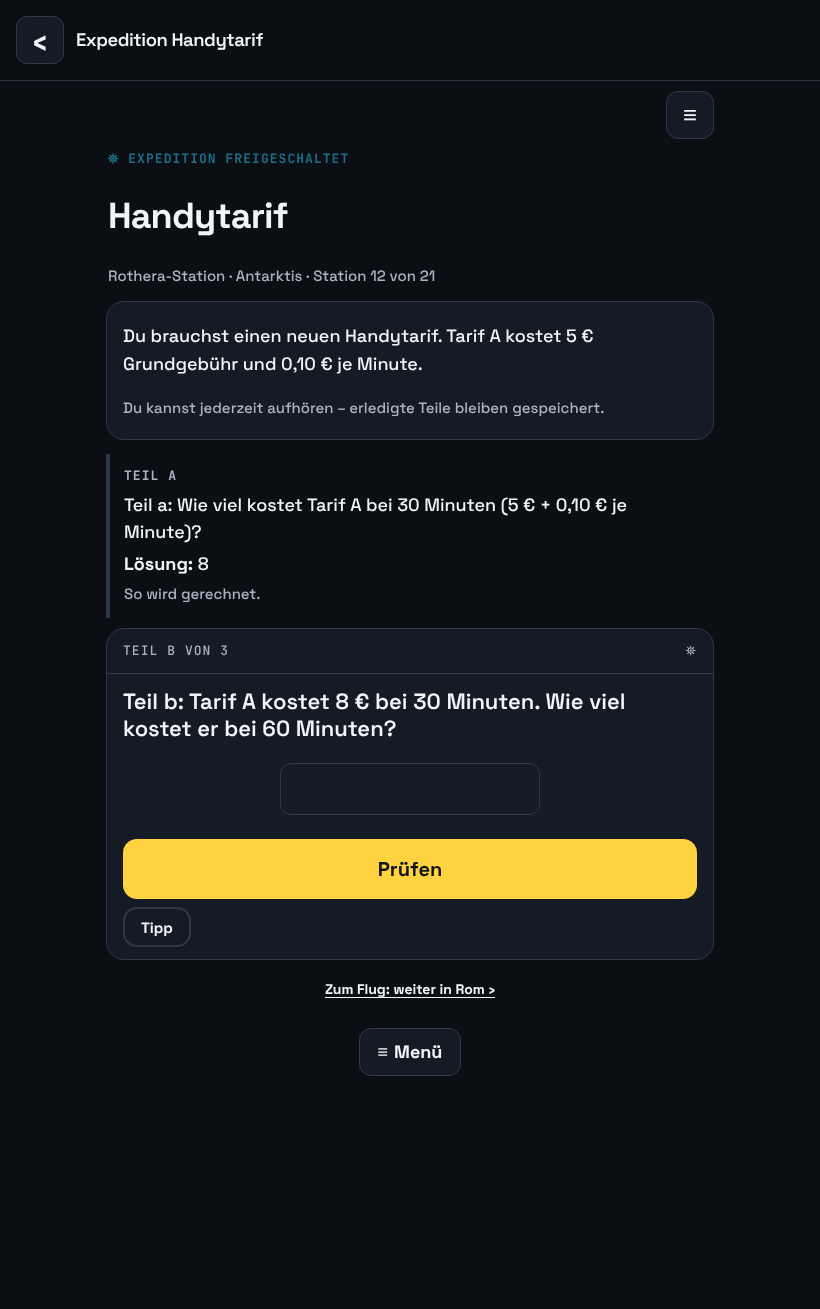 < Expedition Handytarif
≡
✵ EXPEDITION FREIGESCHALTET
Handytarif
Rothera-Station · Antarktis · Station 12 von 21
Du brauchst einen neuen Handytarif. Tarif A kostet 5 €
Grundgebühr und 0,10 € je Minute.
Du kannst jederzeit aufhören – erledigte Teile bleiben gespeichert.
TEIL A
Teil a: Wie viel kostet Tarif A bei 30 Minuten (5 € + 0,10 € je
Minute)?
Lösung: 8
So wird gerechnet.
TEIL B VON 3 ✵
Teil b: Tarif A kostet 8 € bei 30 Minuten. Wie viel
kostet er bei 60 Minuten?
Prüfen
Tipp
Zum Flug: weiter in Rom >
≡ Menü